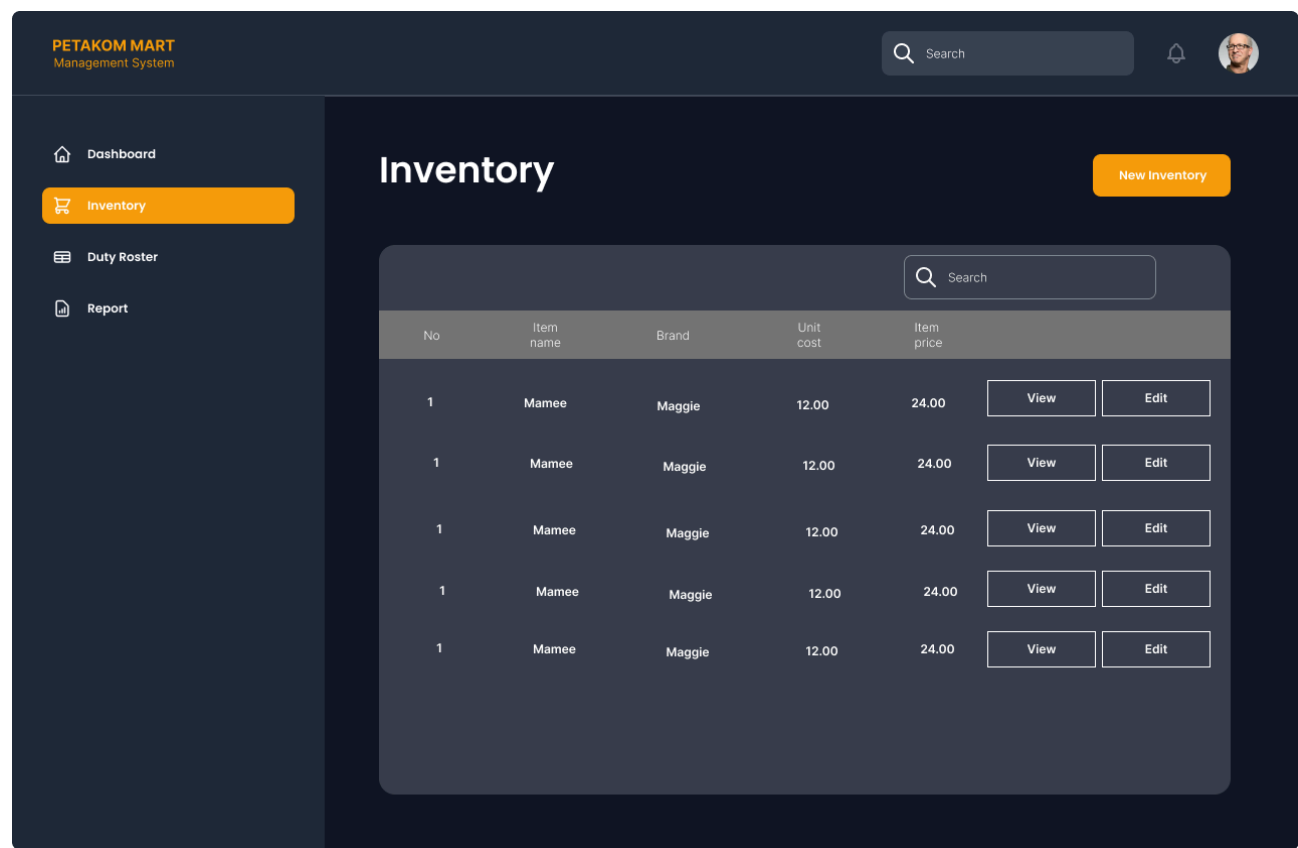 PETAKOM MART
Management System
Search
Dashboard
Inventory
Duty Roster
Report
Inventory
New Inventory
Search
No Item name Brand Unit cost Item price
1 Mamee Maggie 12.00 24.00 View Edit
1 Mamee Maggie 12.00 24.00 View Edit
1 Mamee Maggie 12.00 24.00 View Edit
1 Mamee Maggie 12.00 24.00 View Edit
1 Mamee Maggie 12.00 24.00 View Edit